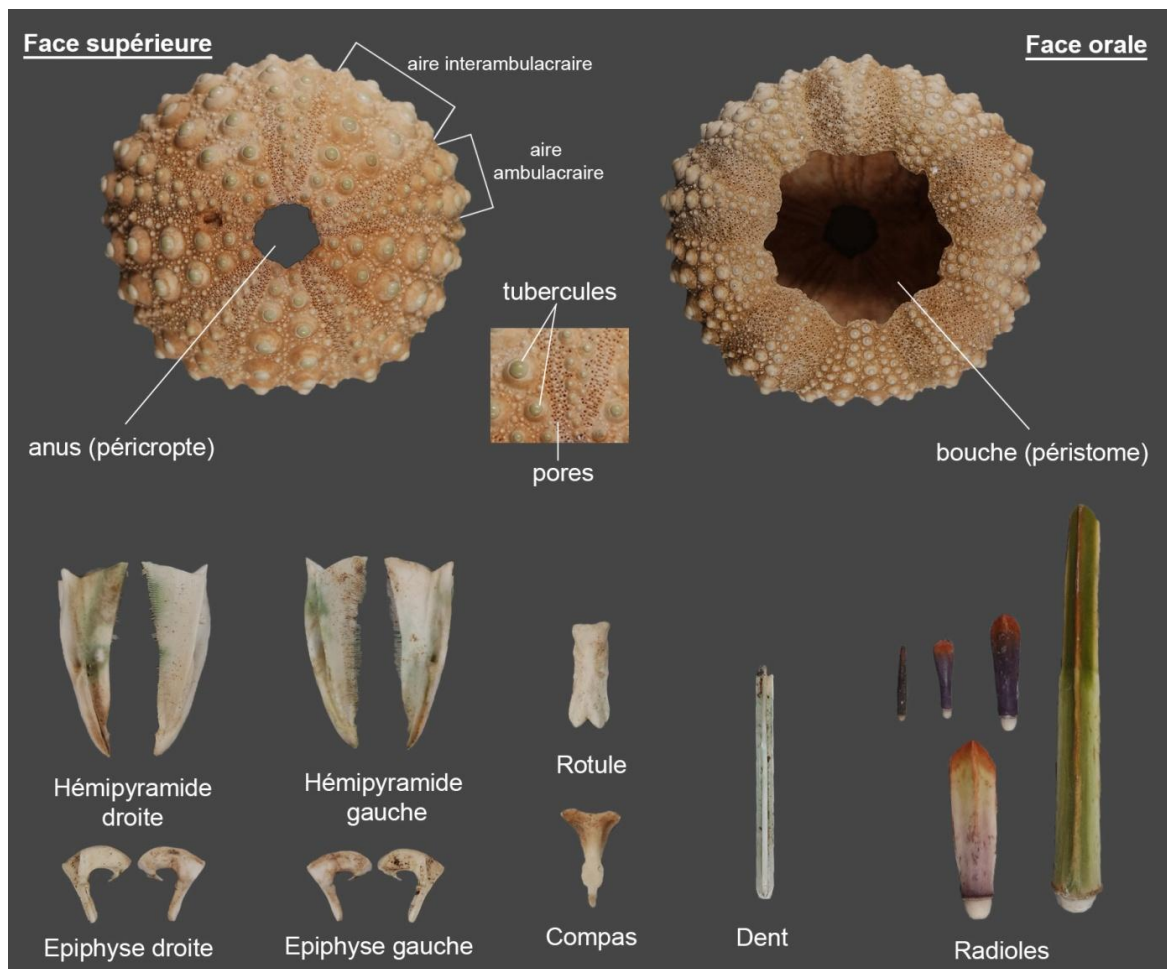 Face supérieure
Face orale
aire interambulacraire
aire
ambulacraire
tubercules
anus (péricropte)
pores
bouche (péristome)
Hémipyramide
droite
Hémipyramide
gauche
Rotule
Epiphyse droite
Epiphyse gauche
Compas
Dent
Radioles